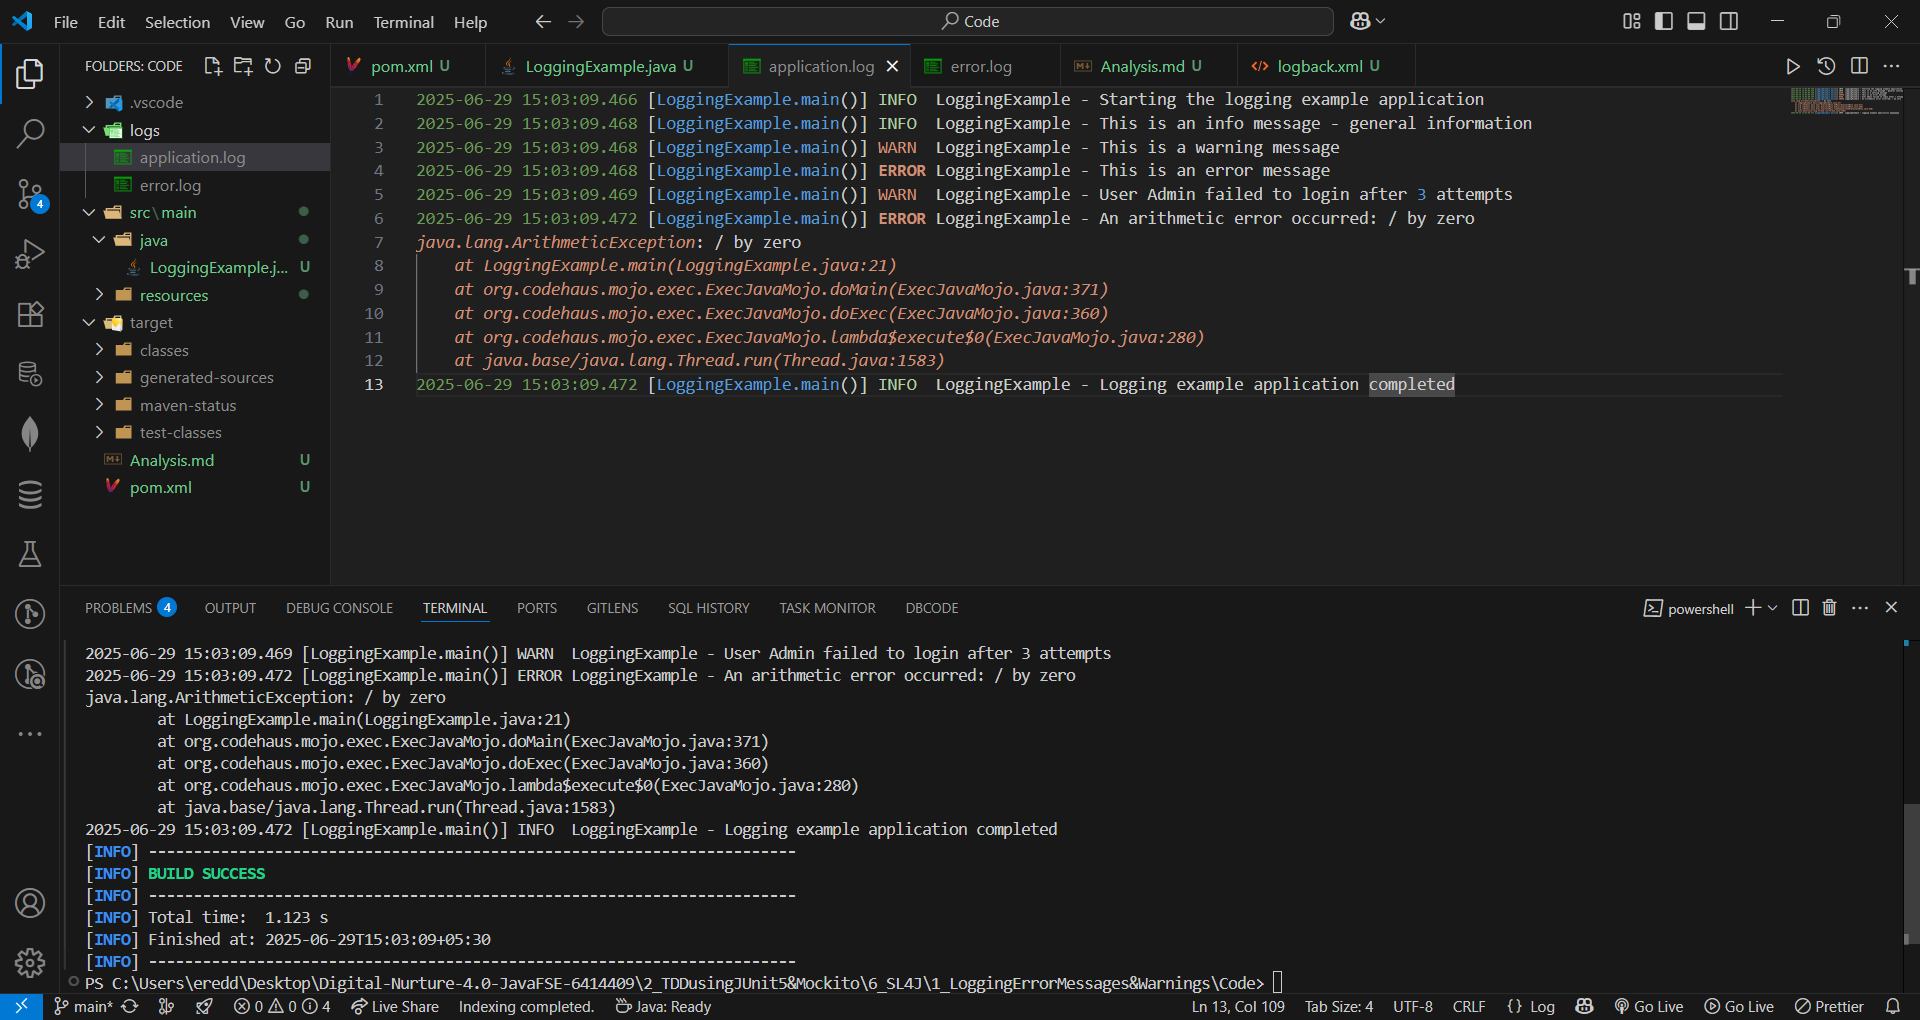 File Edit Selection View Go Run Terminal Help
Code
FOLDERS: CODE
.vscode
logs
application.log
error.log
src\main
java
LoggingExample.j... U
resources
target
classes
generated-sources
maven-status
test-classes
Analysis.md U
pom.xml U
4
pom.xml U LoggingExample.java U application.log error.log Analysis.md U logback.xml U
1 2025-06-29 15:03:09.466 [LoggingExample.main()] INFO  LoggingExample - Starting the logging example application
2 2025-06-29 15:03:09.468 [LoggingExample.main()] INFO  LoggingExample - This is an info message - general information
3 2025-06-29 15:03:09.468 [LoggingExample.main()] WARN  LoggingExample - This is a warning message
4 2025-06-29 15:03:09.468 [LoggingExample.main()] ERROR LoggingExample - This is an error message
5 2025-06-29 15:03:09.469 [LoggingExample.main()] WARN  LoggingExample - User Admin failed to login after 3 attempts
6 2025-06-29 15:03:09.472 [LoggingExample.main()] ERROR LoggingExample - An arithmetic error occurred: / by zero
7 java.lang.ArithmeticException: / by zero
8 at LoggingExample.main(LoggingExample.java:21)
9 at org.codehaus.mojo.exec.ExecJavaMojo.doMain(ExecJavaMojo.java:371)
10 at org.codehaus.mojo.exec.ExecJavaMojo.doExec(ExecJavaMojo.java:360)
11 at org.codehaus.mojo.exec.ExecJavaMojo.lambda$execute$0(ExecJavaMojo.java:280)
12 at java.base/java.lang.Thread.run(Thread.java:1583)
13 2025-06-29 15:03:09.472 [LoggingExample.main()] INFO  LoggingExample - Logging example application completed
PROBLEMS 4 OUTPUT DEBUG CONSOLE TERMINAL PORTS GITLENS SQL HISTORY TASK MONITOR DBCODE
powershell
2025-06-29 15:03:09.469 [LoggingExample.main()] WARN  LoggingExample - User Admin failed to login after 3 attempts
2025-06-29 15:03:09.472 [LoggingExample.main()] ERROR LoggingExample - An arithmetic error occurred: / by zero
java.lang.ArithmeticException: / by zero
at LoggingExample.main(LoggingExample.java:21)
at org.codehaus.mojo.exec.ExecJavaMojo.doMain(ExecJavaMojo.java:371)
at org.codehaus.mojo.exec.ExecJavaMojo.doExec(ExecJavaMojo.java:360)
at org.codehaus.mojo.exec.ExecJavaMojo.lambda$execute$0(ExecJavaMojo.java:280)
at java.base/java.lang.Thread.run(Thread.java:1583)
2025-06-29 15:03:09.472 [LoggingExample.main()] INFO  LoggingExample - Logging example application completed
[INFO] ------------------------------------------------------------------------
[INFO] BUILD SUCCESS
[INFO] ------------------------------------------------------------------------
[INFO] Total time:  1.123 s
[INFO] Finished at: 2025-06-29T15:03:09+05:30
[INFO] ------------------------------------------------------------------------
PS C:\Users\eredd\Desktop\Digital-Nurture-4.0-JavaFSE-6414409\2_TDDusingJUnit5&Mockito\6_SL4J\1_LoggingErrorMessages&Warnings\Code>
main* 0 0 4 Live Share Indexing completed. Java: Ready Ln 13, Col 109 Tab Size: 4 UTF-8 CRLF {} Log Go Live Go Live Prettier